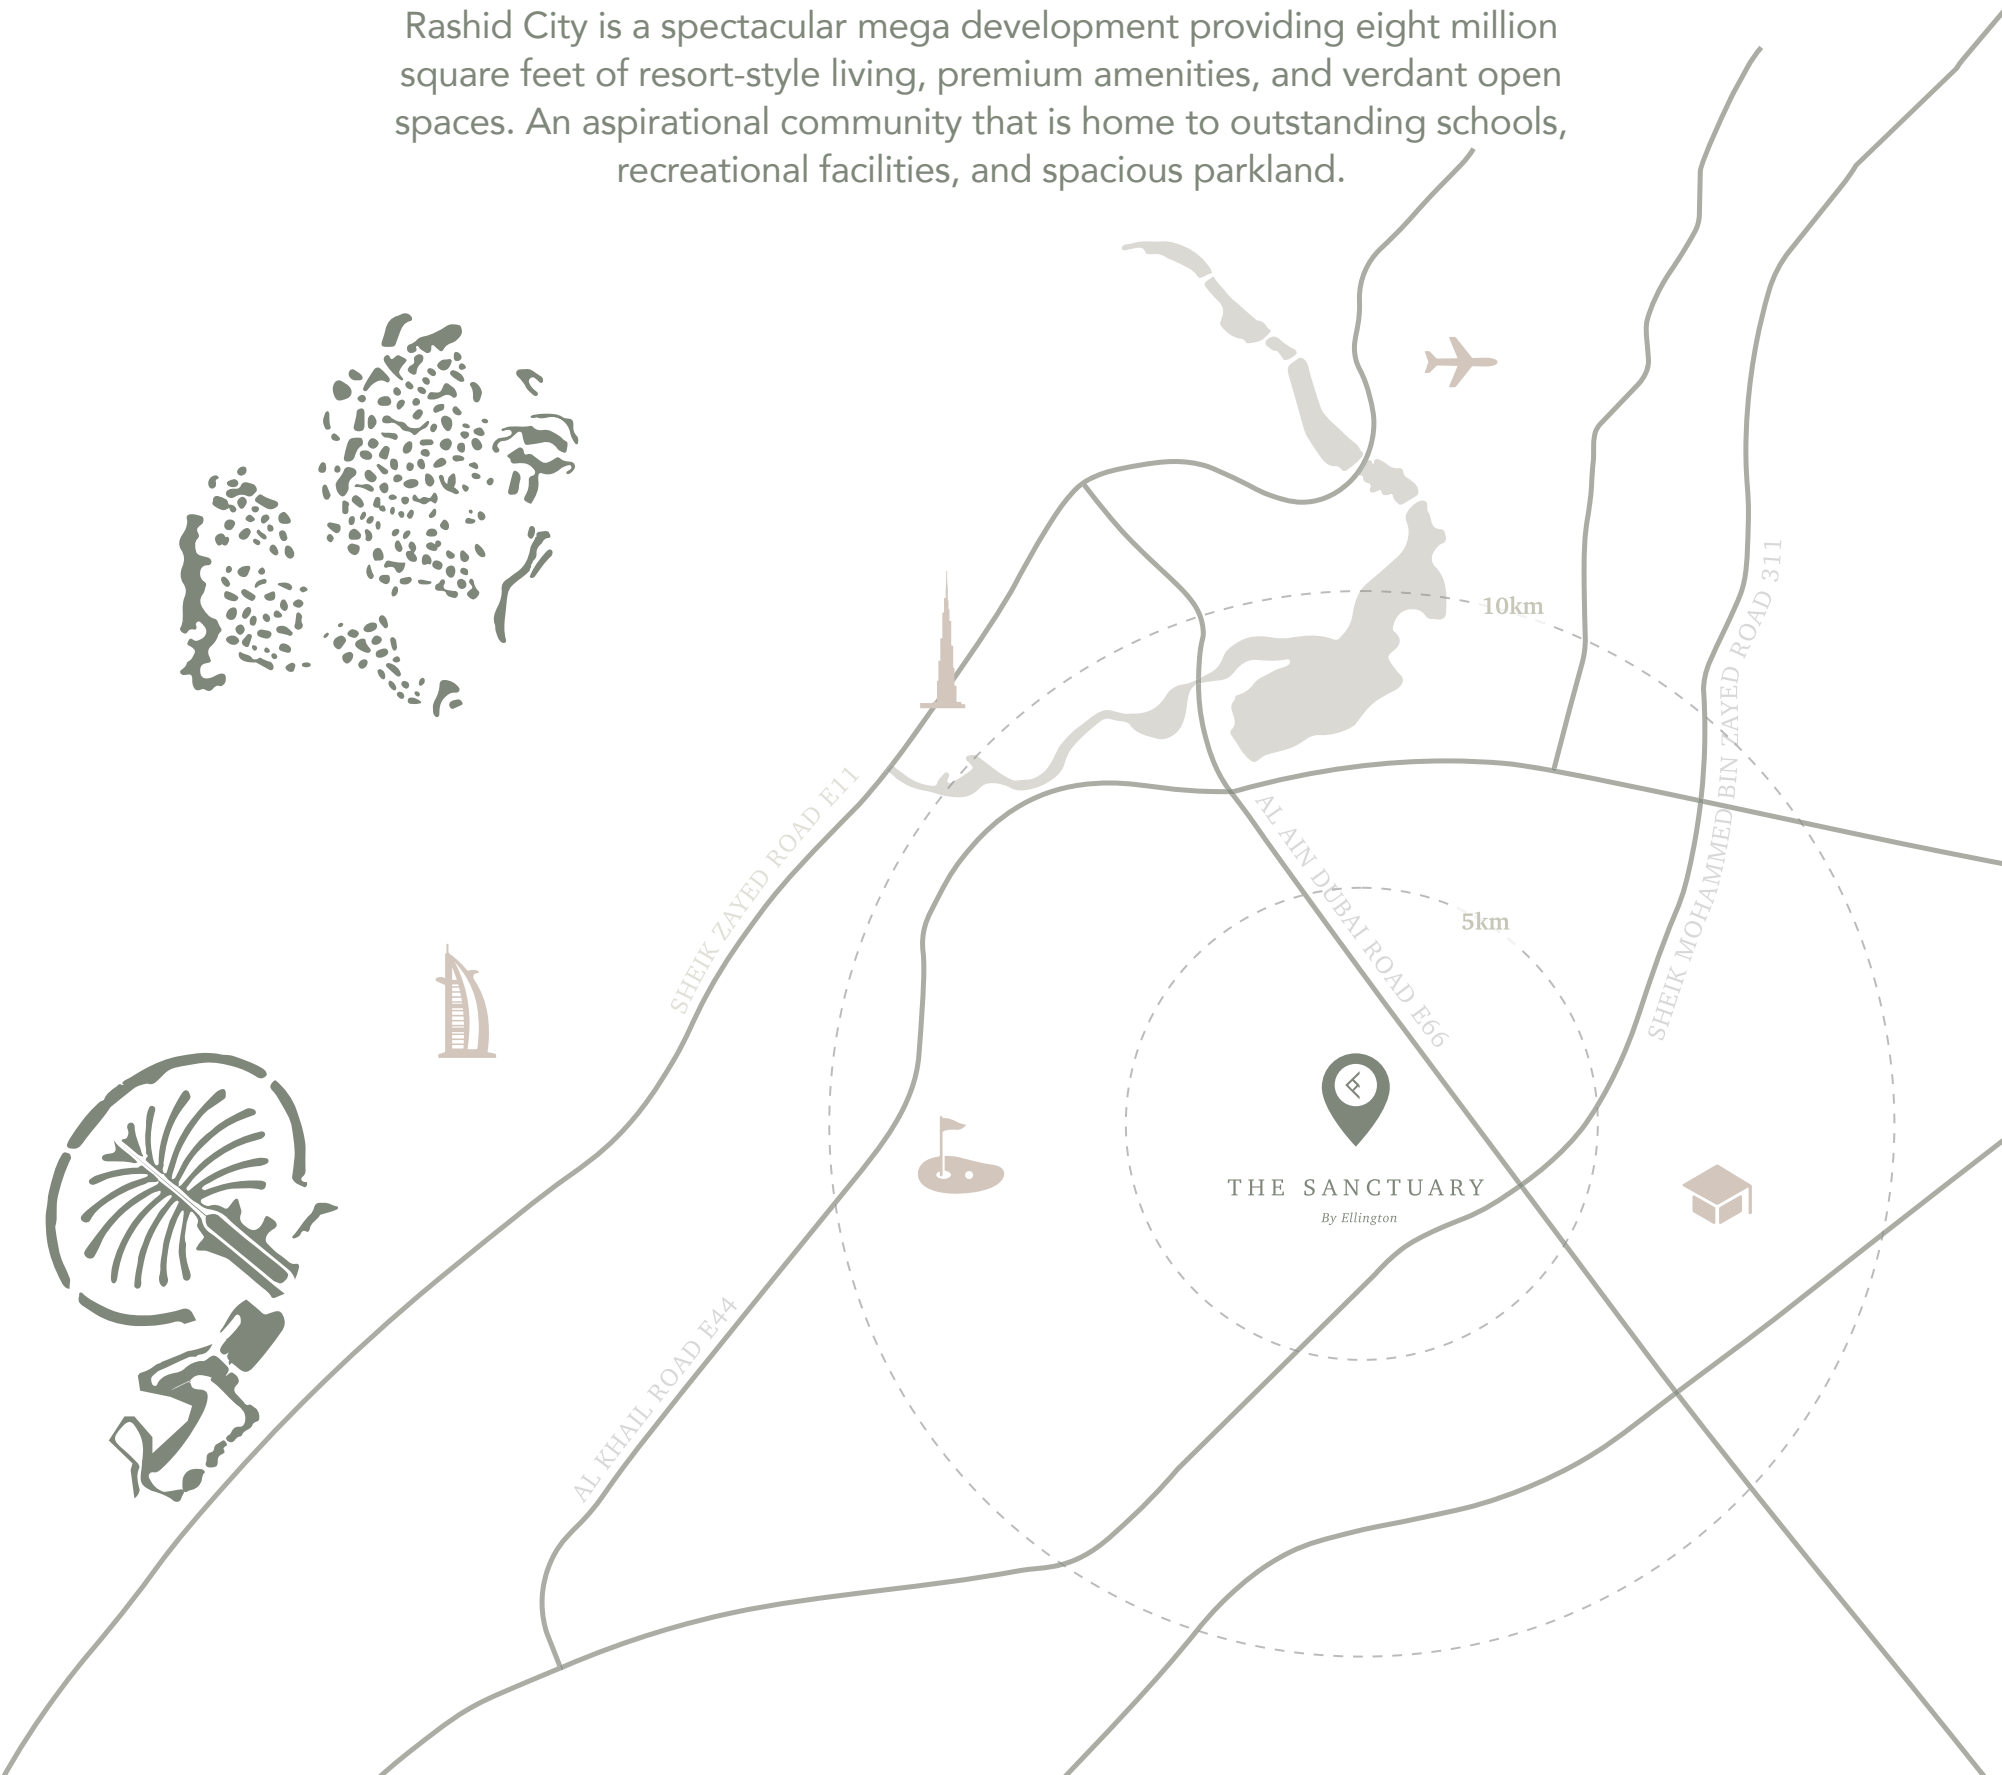 Rashid City is a spectacular mega development providing eight million
square feet of resort-style living, premium amenities, and verdant open
spaces. An aspirational community that is home to outstanding schools,
recreational facilities, and spacious parkland.
10km
SHEIK MOHAMMED BIN ZAYED ROAD 311
SHEIK ZAYED ROAD E11
AL AIN DUBAI ROAD E66
5km
THE SANCTUARY
By Ellington
AL KHAIL ROAD E44